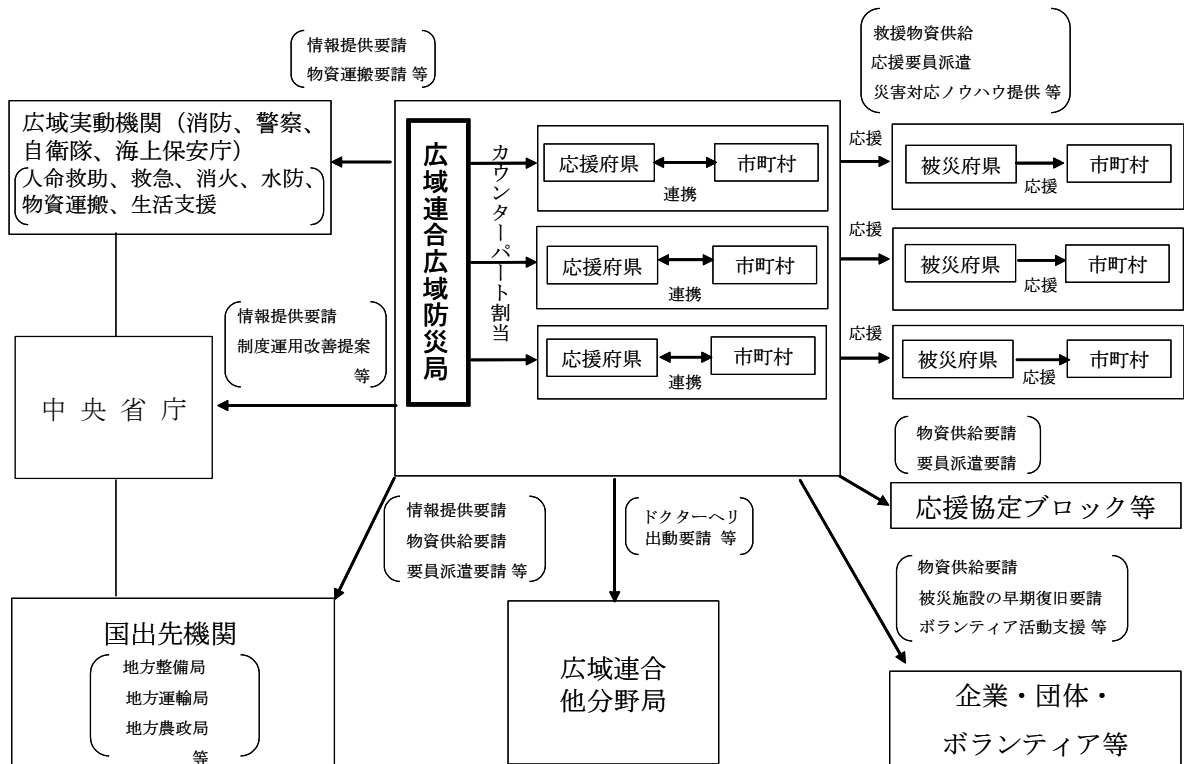 情報提供要請
物資運搬要請 等
救援物資供給
応援要員派遣
災害対応ノウハウ提供 等
広域実動機関（消防、警察、
自衛隊、海上保安庁）
人命救助、救急、消火、水防、
物資運搬、生活支援
広域連合広域防災局
カウンターパート割当
応援府県
市町村
連携
応援
被災府県
市町村
応援
応援府県
市町村
連携
応援
被災府県
市町村
応援
応援府県
市町村
連携
応援
被災府県
市町村
応援
情報提供要請
制度運用改善提案
等
中央省庁
物資供給要請
要員派遣要請
応援協定ブロック等
情報提供要請
物資供給要請
要員派遣要請 等
ドクターヘリ
出動要請 等
物資供給要請
被災施設の早期復旧要請
ボランティア活動支援 等
国出先機関
地方整備局
地方運輸局
地方農政局
等
広域連合
他分野局
企業・団体・
ボランティア等